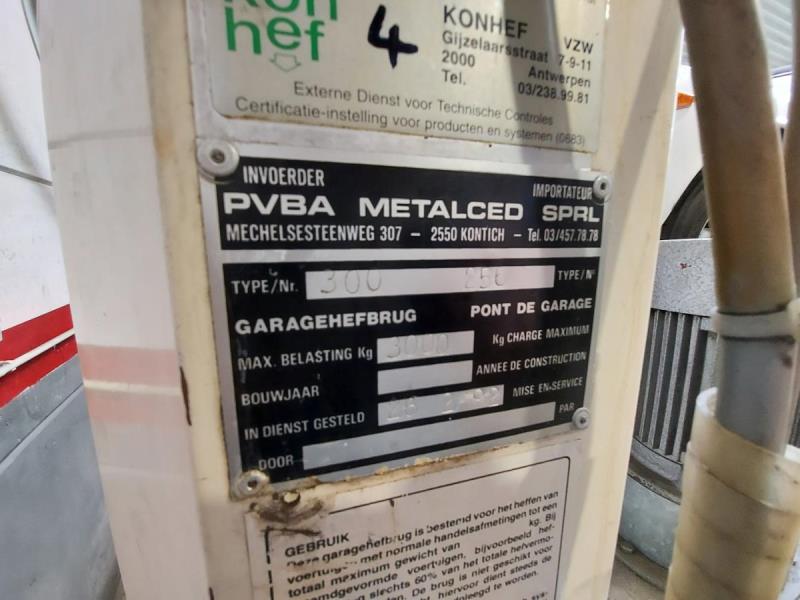 hef
4
KONHEF VZW
Gijzelaarsstraat 7-9-11
2000 Antwerpen
Tel. 03/238.99.81
Externe Dienst voor Technische Controles
Certificatie-instelling voor producten en systemen (0683)
INVOERDER IMPORTATEUR
PVBA METALCED SPRL
MECHELSESTEENWEG 307 – 2550 KONTICH – Tel. 03/457.78.78
TYPE/Nr. 300 TYPE/N°
GARAGEHEFBRUG PONT DE GARAGE
MAX. BELASTING Kg 3000 Kg CHARGE MAXIMUM
BOUWJAAR ANNEE DE CONSTRUCTION
IN DIENST GESTELD MISE EN-SERVICE
DOOR PAR
GEBRUIK
Deze garagehefbrug is bestemd voor het heffen van
voertuigen met normale handelsafmetingen tot een
totaal maximum gewicht van kg. Bij
voertuigen, bijvoorbeeld hef-
slechts 60% van het totale hefvermo-
De brug is niet geschikt voor
hiervoor dient steeds de
te worden.